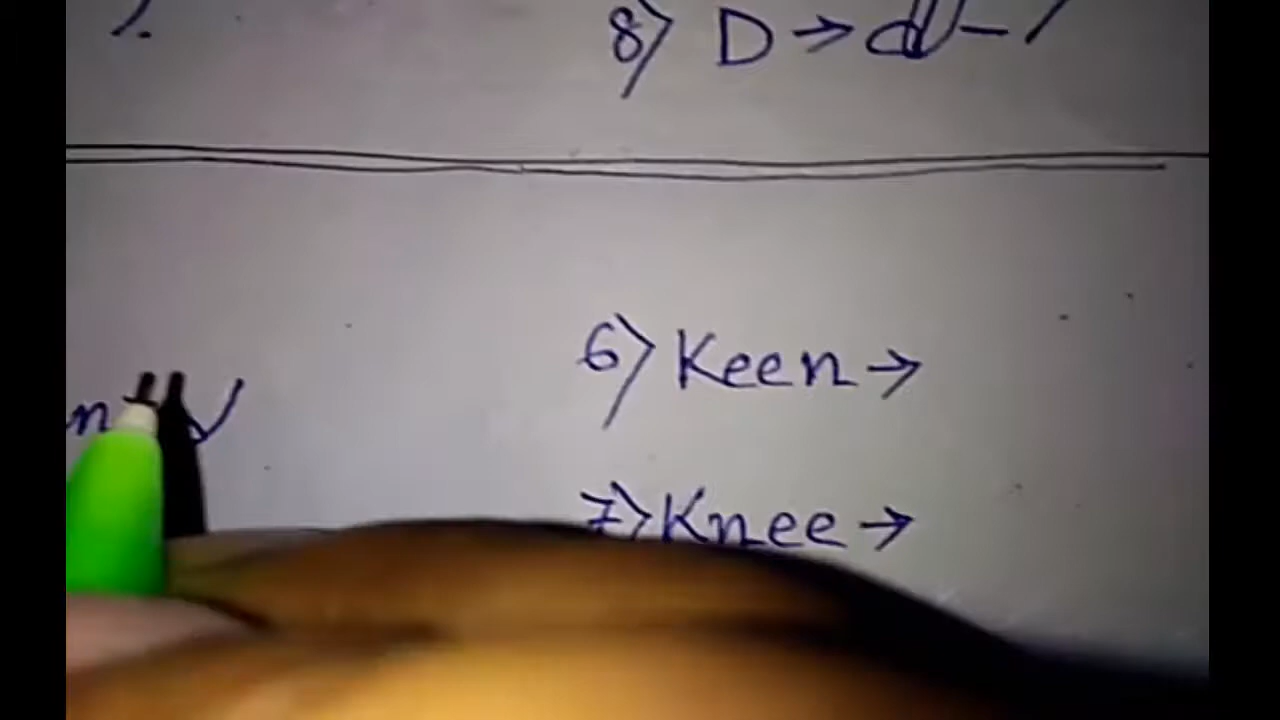 8) D → d
6) Keen →
7) Knee →